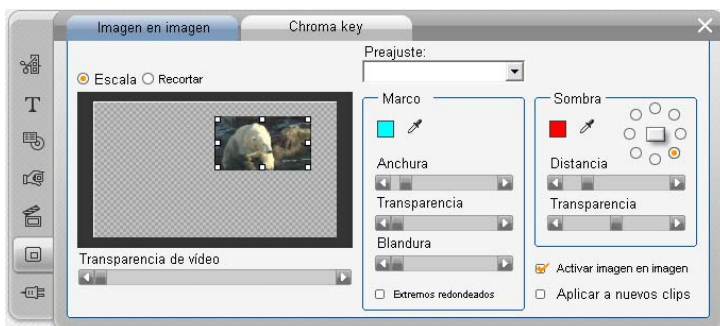 Imagen en imagen
Chroma key
Preajuste:
Escala
Recortar
Marco
Anchura
Transparencia
Blandura
Extremos redondeados
Sombra
Distancia
Transparencia
Transparencia de vídeo
Activar imagen en imagen
Aplicar a nuevos clips
T